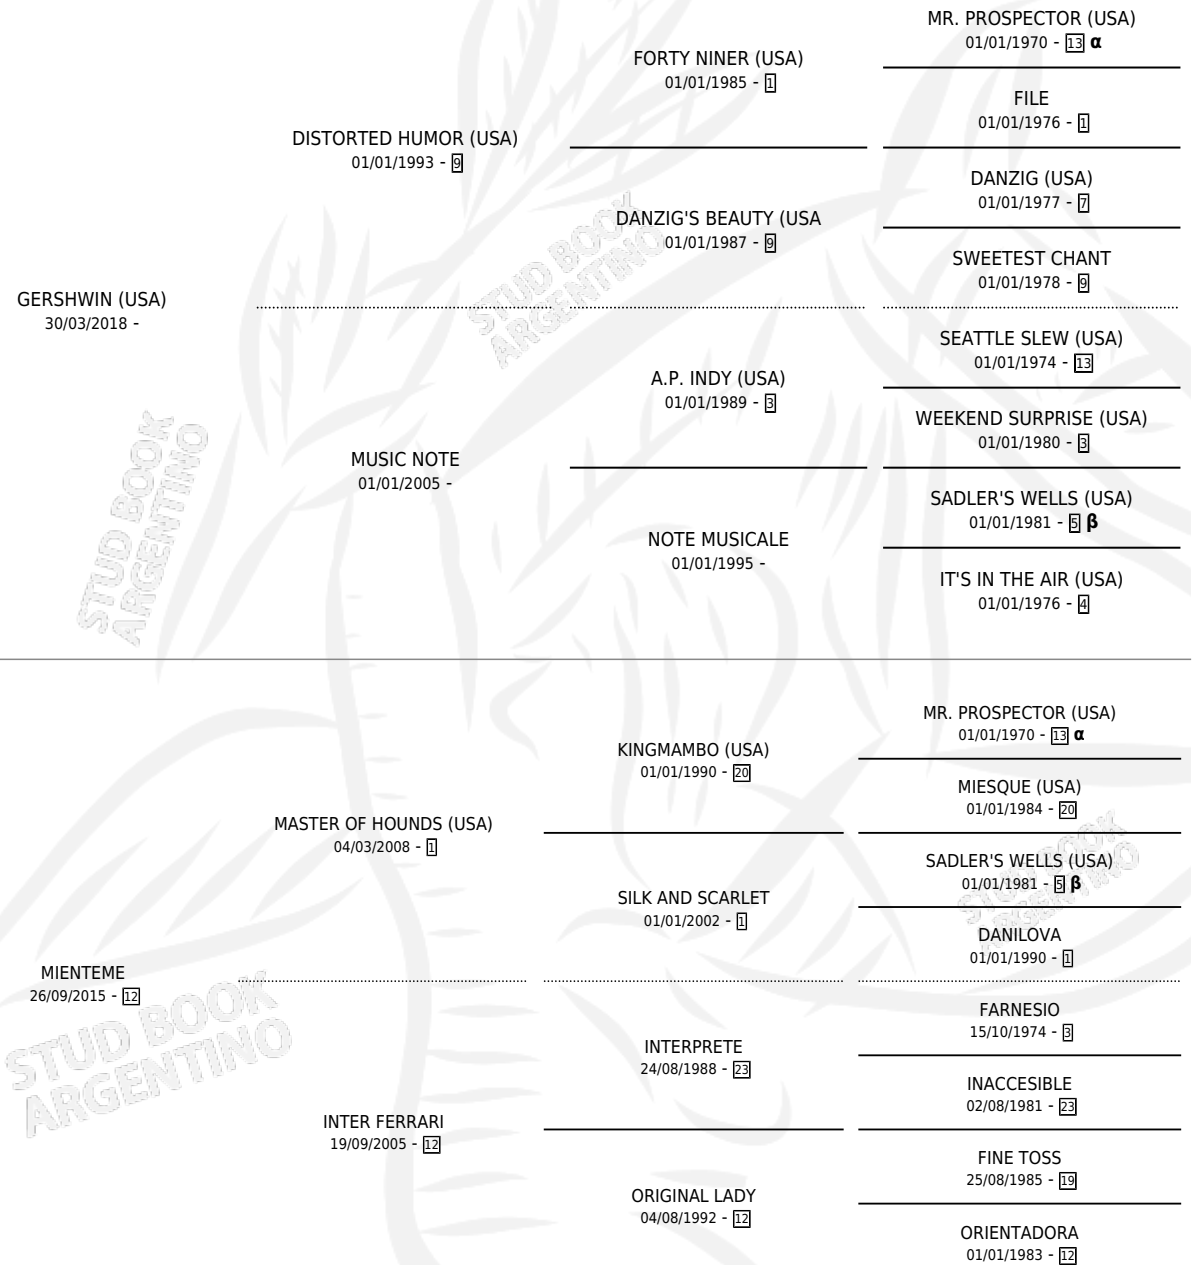 MR. PROSPECTOR (USA)
01/01/1970 - 13 α
FORTY NINER (USA)
01/01/1985 - 1
FILE
01/01/1976 - 1
DISTORTED HUMOR (USA)
01/01/1993 - 9
DANZIG (USA)
01/01/1977 - 7
DANZIG'S BEAUTY (USA
01/01/1987 - 9
SWEETEST CHANT
01/01/1978 - 9
GERSHWIN (USA)
30/03/2018 -
SEATTLE SLEW (USA)
01/01/1974 - 13
A.P. INDY (USA)
01/01/1989 - 3
WEEKEND SURPRISE (USA)
01/01/1980 - 3
MUSIC NOTE
01/01/2005 -
SADLER'S WELLS (USA)
01/01/1981 - 5 β
NOTE MUSICALE
01/01/1995 -
IT'S IN THE AIR (USA)
01/01/1976 - 4
MR. PROSPECTOR (USA)
01/01/1970 - 13 α
KINGMAMBO (USA)
01/01/1990 - 20
MIESQUE (USA)
01/01/1984 - 20
MASTER OF HOUNDS (USA)
04/03/2008 - 1
SADLER'S WELLS (USA)
01/01/1981 - 5 β
SILK AND SCARLET
01/01/2002 - 1
DANILOVA
01/01/1990 - 1
MIENTEME
26/09/2015 - 12
FARNESIO
15/10/1974 - 3
INTERPRETE
24/08/1988 - 23
INACCESIBLE
02/08/1981 - 23
INTER FERRARI
19/09/2005 - 12
FINE TOSS
25/08/1985 - 19
ORIGINAL LADY
04/08/1992 - 12
ORIENTADORA
01/01/1983 - 12
STUD BOOK
ARGENTINO
STUD BOOK
ARGENTINO
STUD BOOK
ARGENTINO
STUD BOOK
ARGENTINO